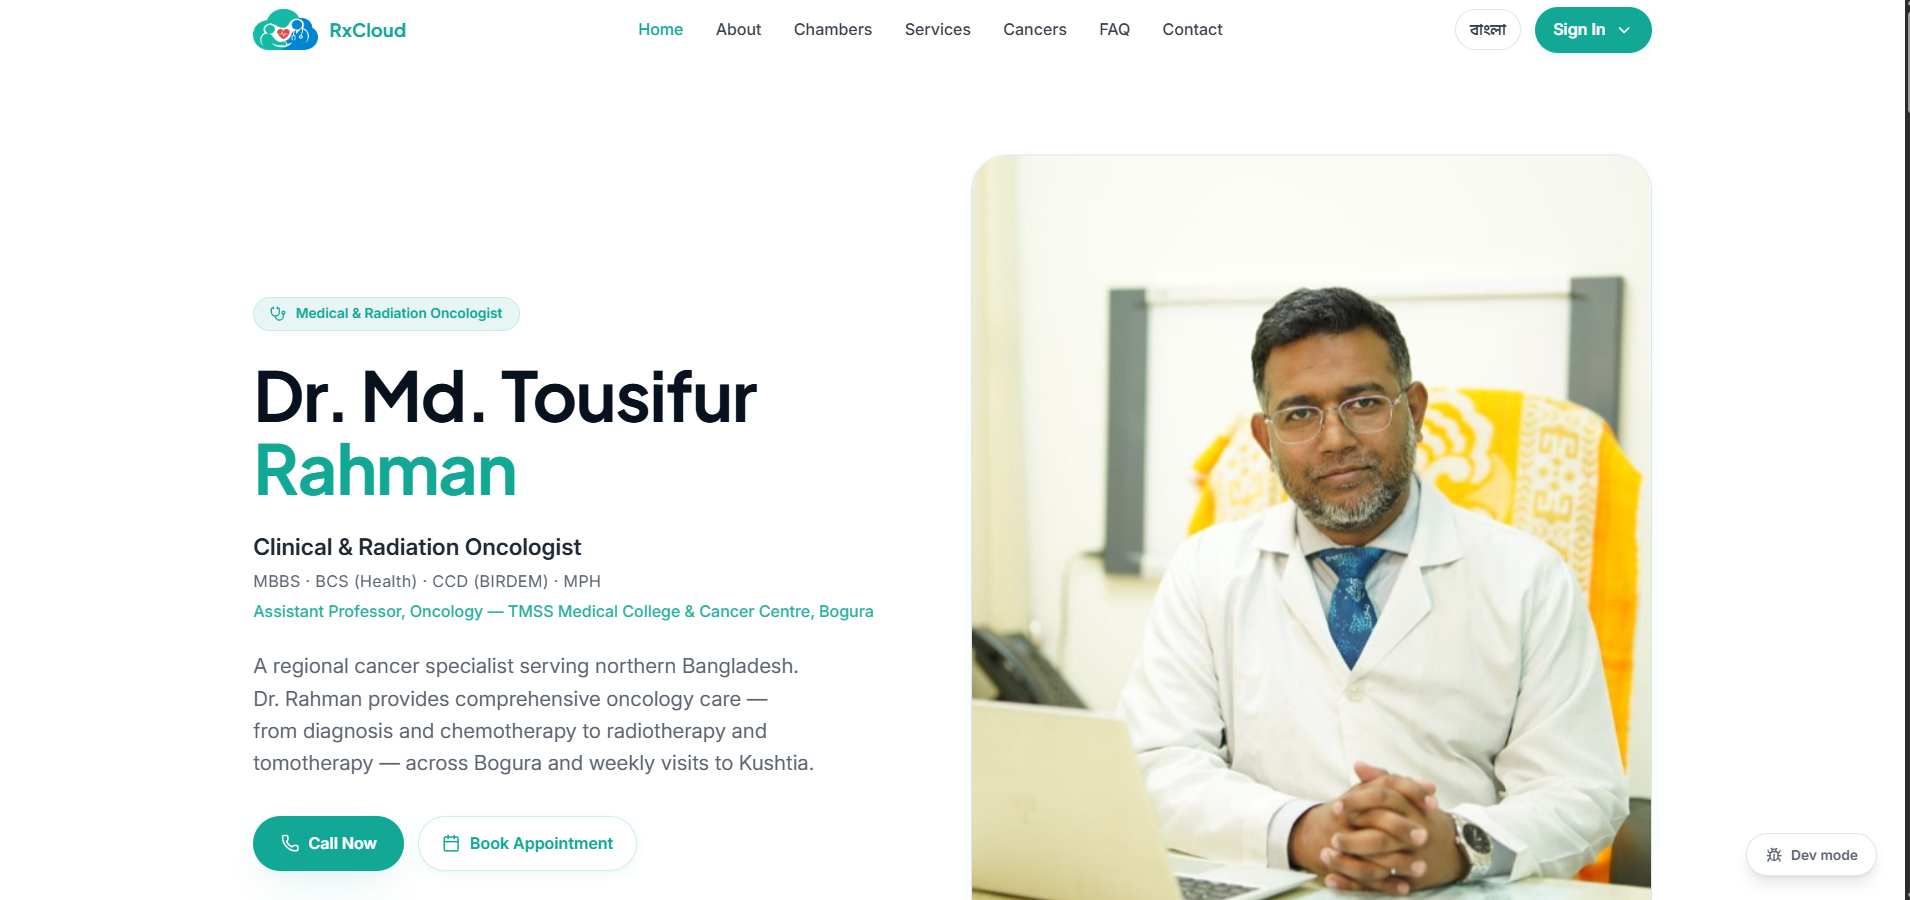 RxCloud
Home About Chambers Services Cancers FAQ Contact
বাংলা
Sign In
Medical & Radiation Oncologist
Dr. Md. Tousifur
Rahman
Clinical & Radiation Oncologist
MBBS · BCS (Health) · CCD (BIRDEM) · MPH
Assistant Professor, Oncology — TMSS Medical College & Cancer Centre, Bogura
A regional cancer specialist serving northern Bangladesh.
Dr. Rahman provides comprehensive oncology care —
from diagnosis and chemotherapy to radiotherapy and
tomotherapy — across Bogura and weekly visits to Kushtia.
Call Now
Book Appointment
Dev mode